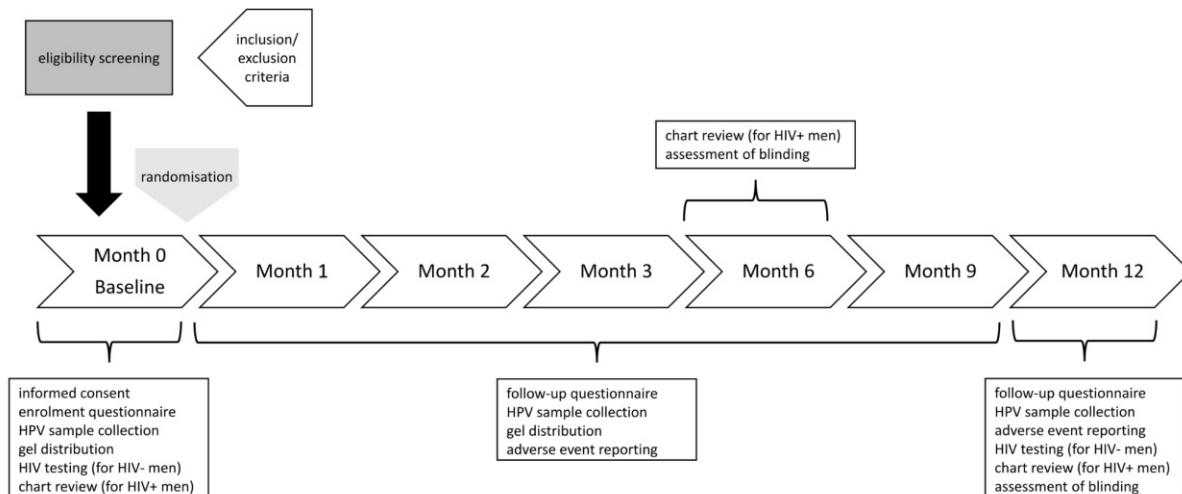 eligibility screening
inclusion/
exclusion
criteria
randomisation
chart review (for HIV+ men)
assessment of blinding
Month 0
Baseline
Month 1
Month 2
Month 3
Month 6
Month 9
Month 12
informed consent
enrolment questionnaire
HPV sample collection
gel distribution
HIV testing (for HIV- men)
chart review (for HIV+ men)
follow-up questionnaire
HPV sample collection
gel distribution
adverse event reporting
follow-up questionnaire
HPV sample collection
adverse event reporting
HIV testing (for HIV- men)
chart review (for HIV+ men)
assessment of blinding